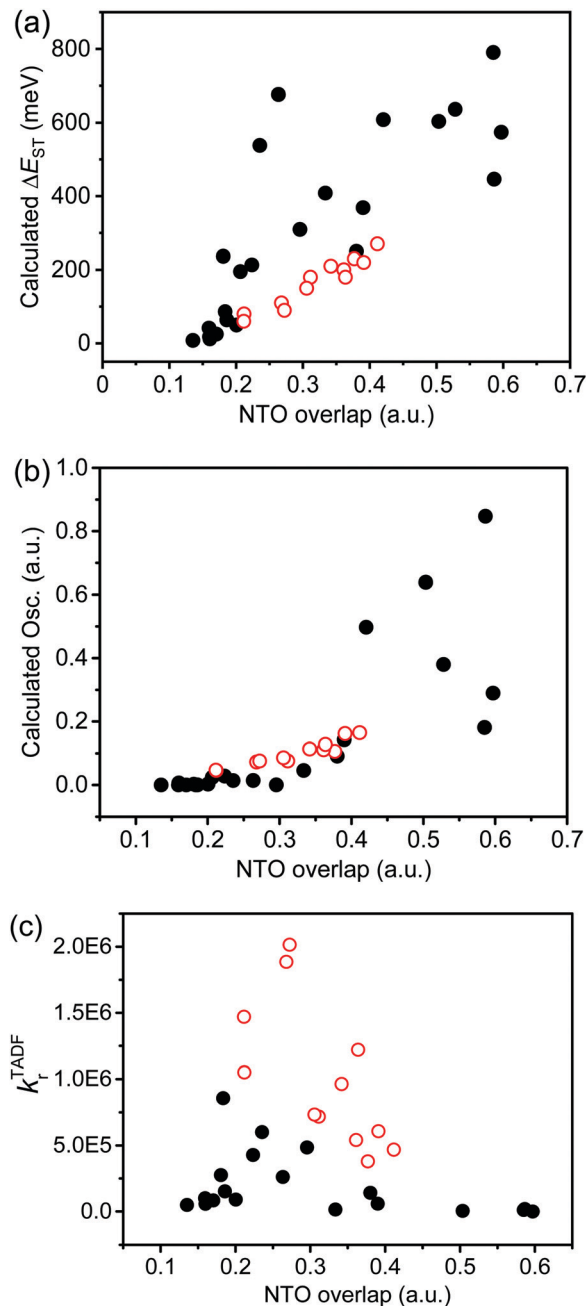 (a)
800
600
400
200
0
Calculated ΔE_ST (meV)
0 0.1 0.2 0.3 0.4 0.5 0.6 0.7
NTO overlap (a.u.)
(b)
1.0
0.8
0.6
0.4
0.2
0.0
Calculated Osc. (a.u.)
0.1 0.2 0.3 0.4 0.5 0.6 0.7
NTO overlap (a.u.)
(c)
2.0E6
1.5E6
1.0E6
5.0E5
0.0
k_r^TADF
0.1 0.2 0.3 0.4 0.5 0.6
NTO overlap (a.u.)